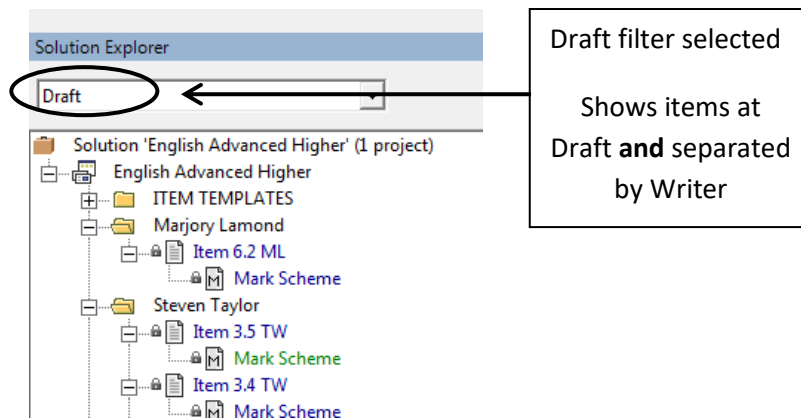 Solution Explorer
Draft
Solution 'English Advanced Higher' (1 project)
English Advanced Higher
ITEM TEMPLATES
Marjory Lamond
Item 6.2 ML
M Mark Scheme
Steven Taylor
Item 3.5 TW
M Mark Scheme
Item 3.4 TW
M Mark Scheme
Draft filter selected
Shows items at
Draft and separated
by Writer